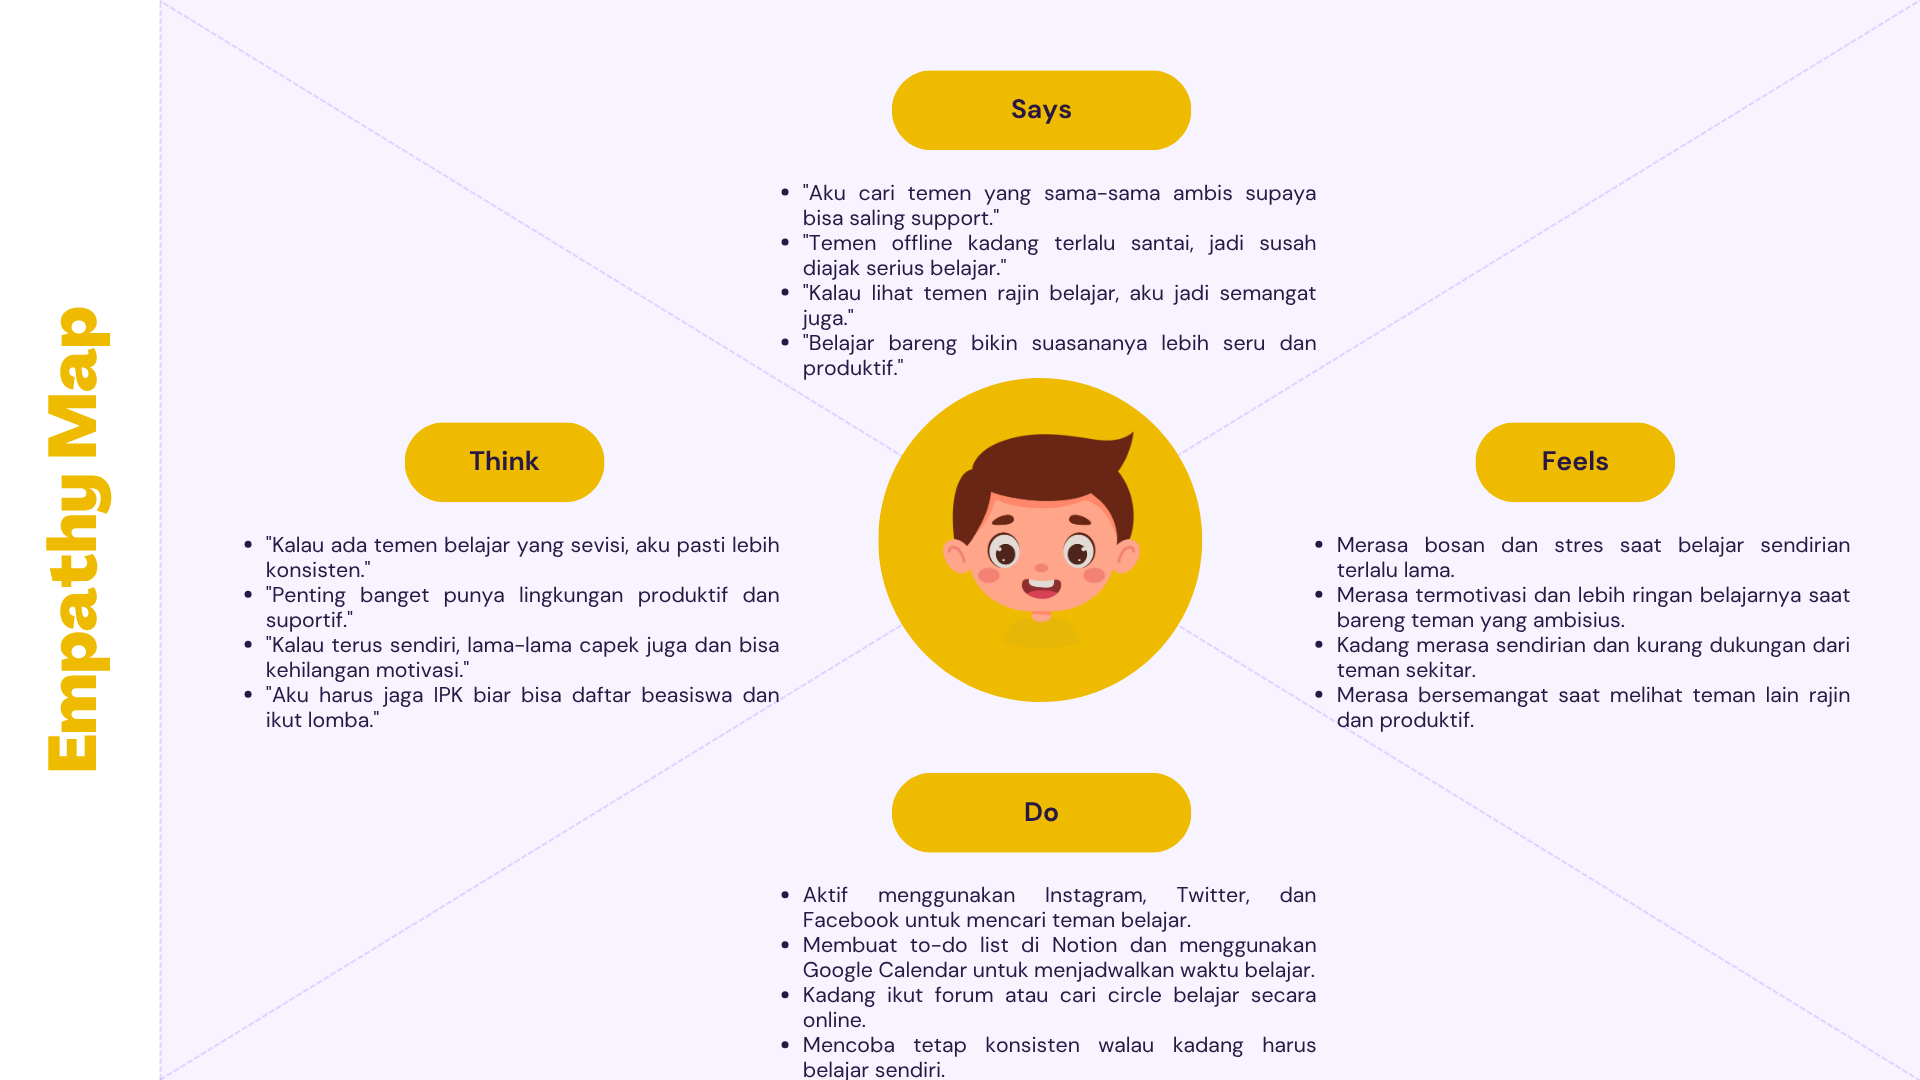 Empathy Map
Says
• "Aku cari temen yang sama-sama ambis supaya
bisa saling support."
• "Temen offline kadang terlalu santai, jadi susah
diajak serius belajar."
• "Kalau lihat temen rajin belajar, aku jadi semangat
juga."
• "Belajar bareng bikin suasananya lebih seru dan
produktif."
Think
• "Kalau ada temen belajar yang sevisi, aku pasti lebih
konsisten."
• "Penting banget punya lingkungan produktif dan
suportif."
• "Kalau terus sendiri, lama-lama capek juga dan bisa
kehilangan motivasi."
• "Aku harus jaga IPK biar bisa daftar beasiswa dan
ikut lomba."
Feels
• Merasa bosan dan stres saat belajar sendirian
terlalu lama.
• Merasa termotivasi dan lebih ringan belajarnya saat
bareng teman yang ambisius.
• Kadang merasa sendirian dan kurang dukungan dari
teman sekitar.
• Merasa bersemangat saat melihat teman lain rajin
dan produktif.
Do
• Aktif menggunakan Instagram, Twitter, dan
Facebook untuk mencari teman belajar.
• Membuat to-do list di Notion dan menggunakan
Google Calendar untuk menjadwalkan waktu belajar.
• Kadang ikut forum atau cari circle belajar secara
online.
• Mencoba tetap konsisten walau kadang harus
belajar sendiri.